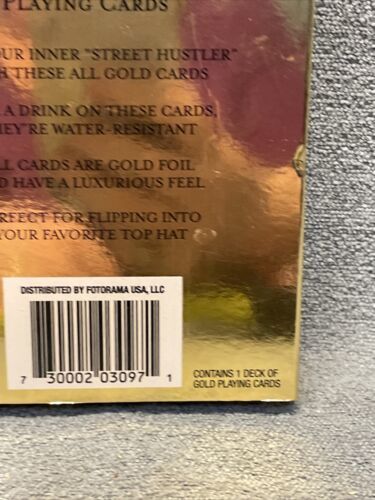 PLAYING CARDS
OUR INNER "STREET HUSTLER"
H THESE ALL GOLD CARDS
A DRINK ON THESE CARDS,
HEY'RE WATER-RESISTANT
LL CARDS ARE GOLD FOIL
D HAVE A LUXURIOUS FEEL
ERFECT FOR FLIPPING INTO
YOUR FAVORITE TOP HAT
DISTRIBUTED BY FOTORAMA USA, LLC
7 30002 03097 1
CONTAINS 1 DECK OF
GOLD PLAYING CARDS